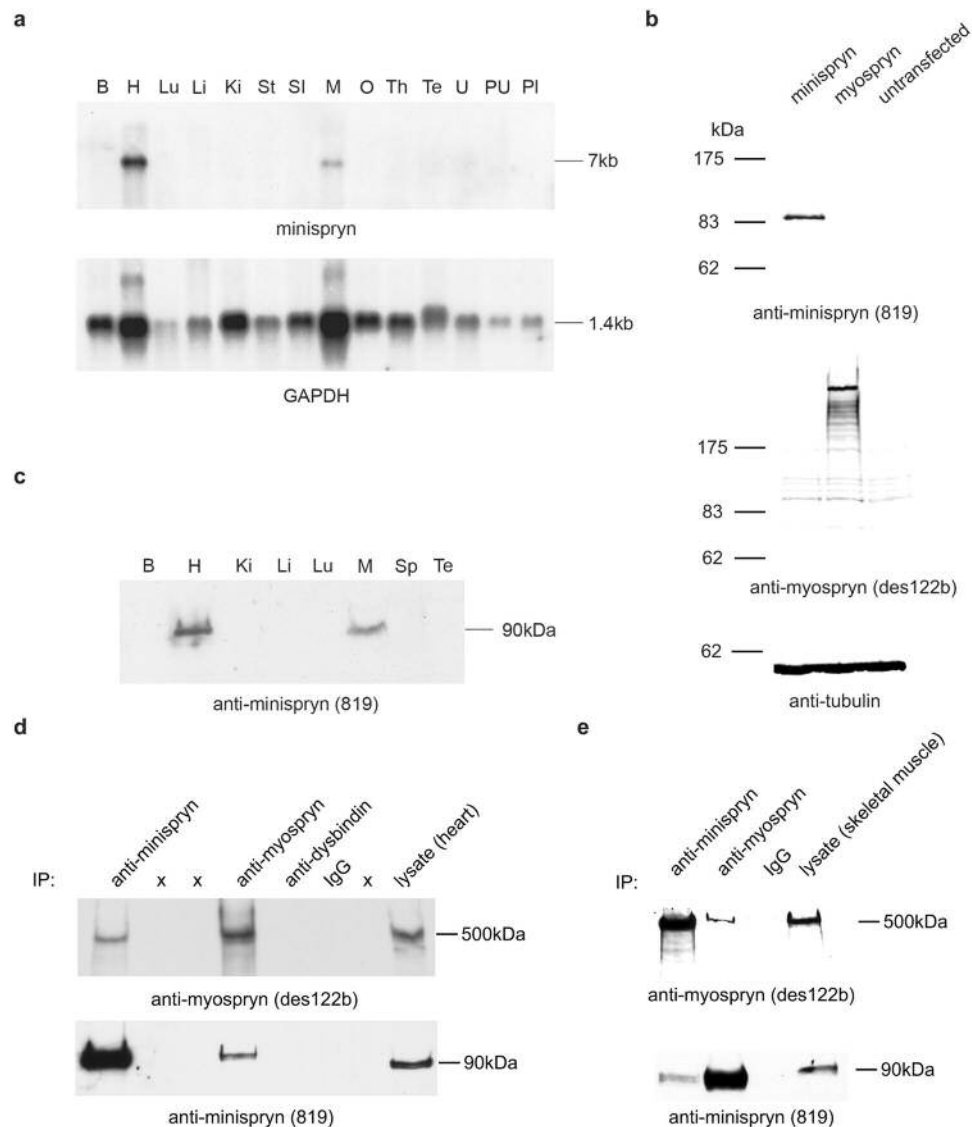 a
B H Lu Li Ki St SI M O Th Te U PU Pl
7kb
minispryn
1.4kb
GAPDH
b
minispryn myospryn untransfected
kDa
175
83
62
anti-minispryn (819)
175
83
62
anti-myospryn (des122b)
62
anti-tubulin
c
B H Ki Li Lu M Sp Te
90kDa
anti-minispryn (819)
d
IP: anti-minispryn x x anti-myospryn anti-dysbindin IgG x lysate (heart)
500kDa
anti-myospryn (des122b)
90kDa
anti-minispryn (819)
e
IP: anti-minispryn anti-myospryn IgG lysate (skeletal muscle)
500kDa
anti-myospryn (des122b)
90kDa
anti-minispryn (819)